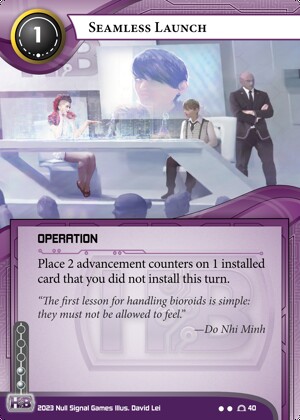 1
Seamless Launch
OPERATION
Place 2 advancement counters on 1 installed
card that you did not install this turn.
“The first lesson for handling bioroids is simple:
they must not be allowed to feel.”
—Do Nhi Minh
HB
2023 Null Signal Games Illus. David Lei
40